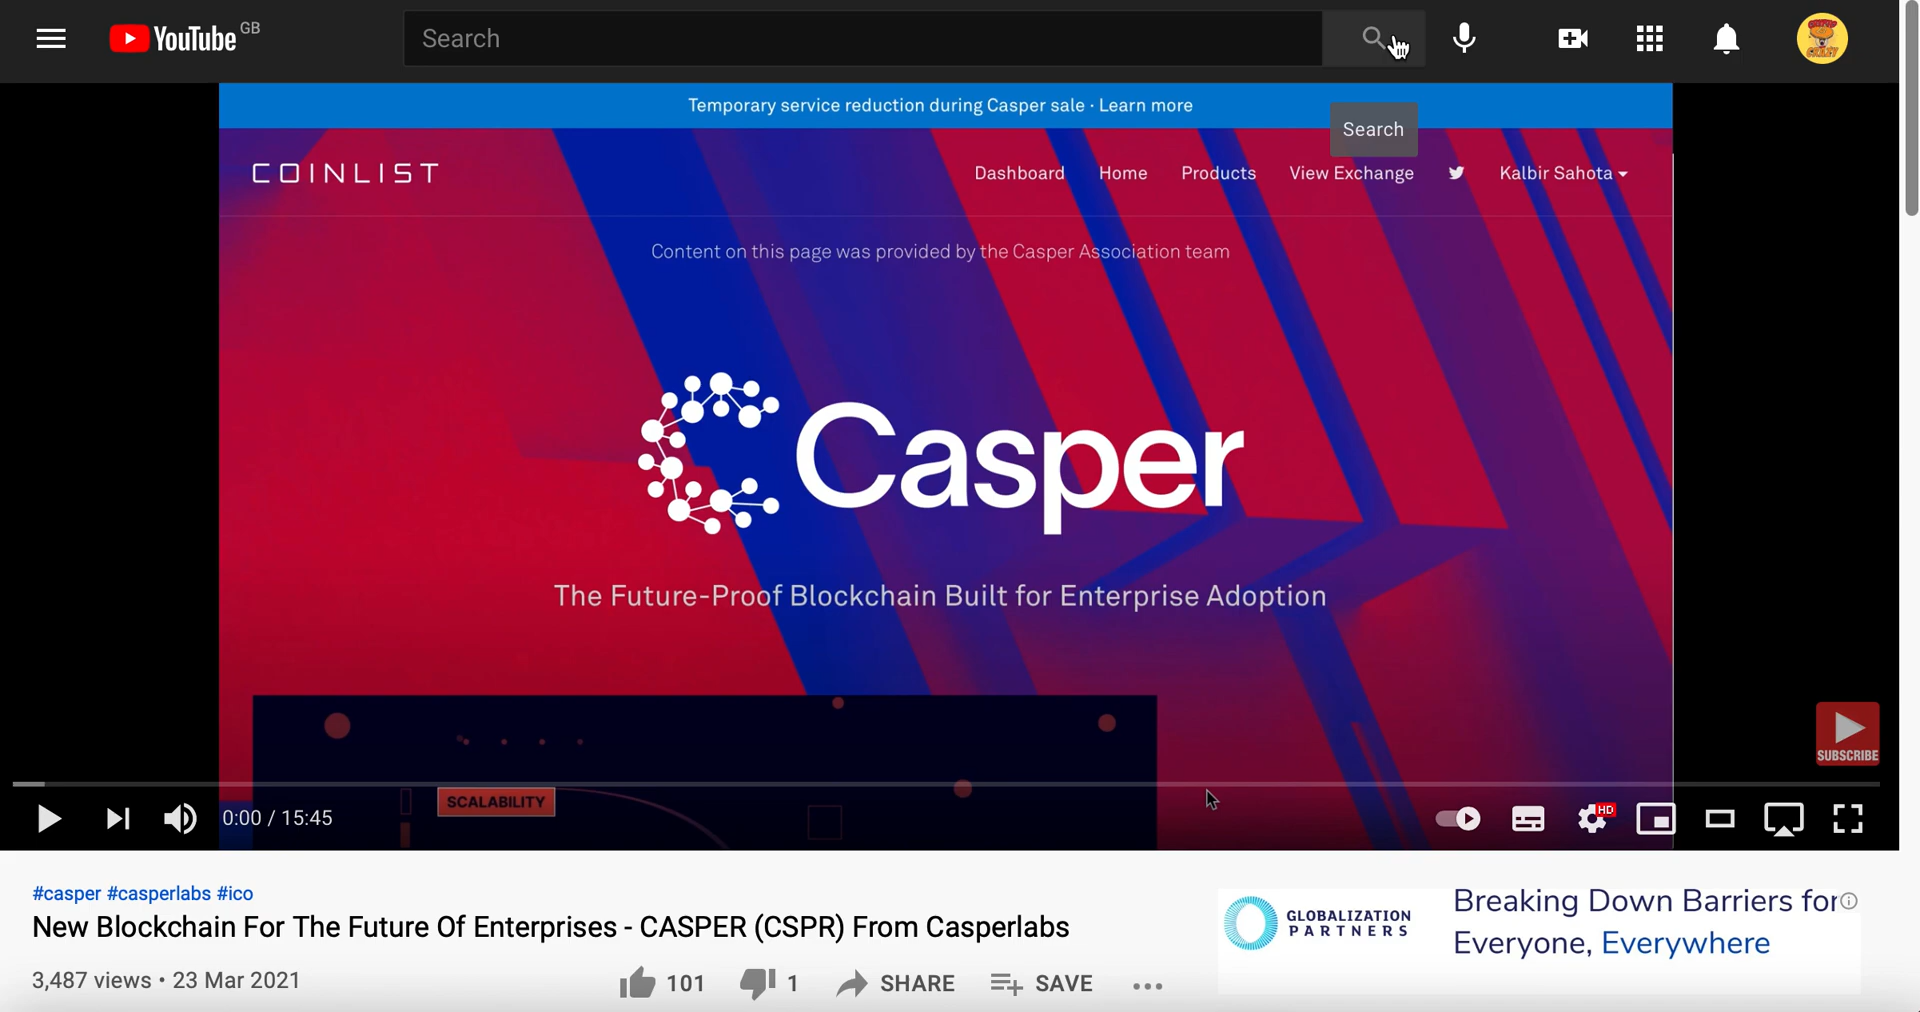 YouTube GB
Search
Temporary service reduction during Casper sale · Learn more
Search
COINLIST
Dashboard Home Products View Exchange Kalbir Sahota
Content on this page was provided by the Casper Association team
Casper
The Future-Proof Blockchain Built for Enterprise Adoption
SUBSCRIBE
SCALABILITY
0:00 / 15:45
HD
#casper #casperlabs #ico
New Blockchain For The Future Of Enterprises - CASPER (CSPR) From Casperlabs
3,487 views • 23 Mar 2021
101 1 SHARE SAVE
GLOBALIZATION
PARTNERS
Breaking Down Barriers for
Everyone, Everywhere